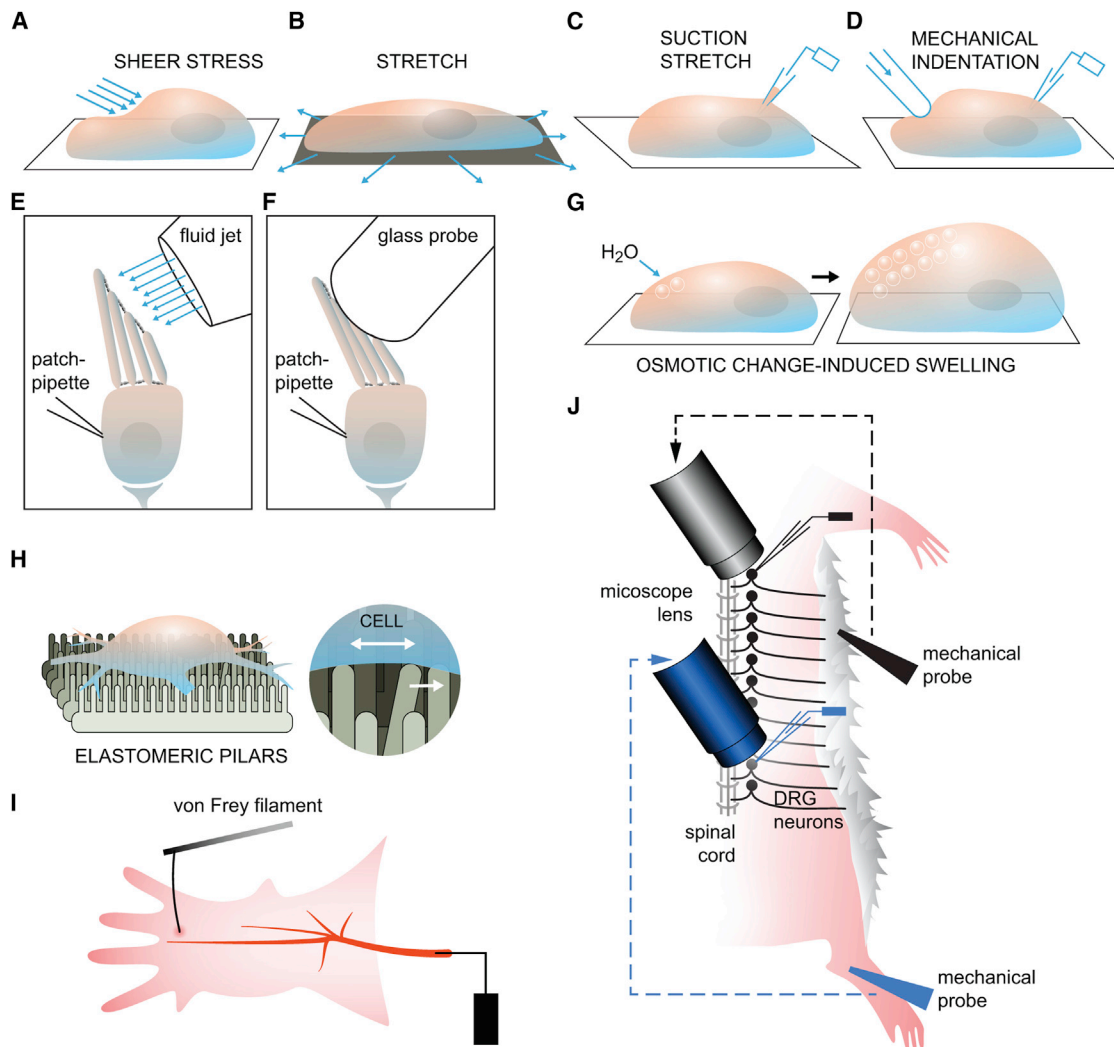 A
SHEER STRESS
B
STRETCH
C
SUCTION
STRETCH
D
MECHANICAL
INDENTATION
E
fluid jet
patch-
pipette
F
glass probe
patch-
pipette
G
H2O
OSMOTIC CHANGE-INDUCED SWELLING
H
CELL
ELASTOMERIC PILARS
I
von Frey filament
J
micoscope
lens
mechanical
probe
DRG
neurons
spinal
cord
mechanical
probe